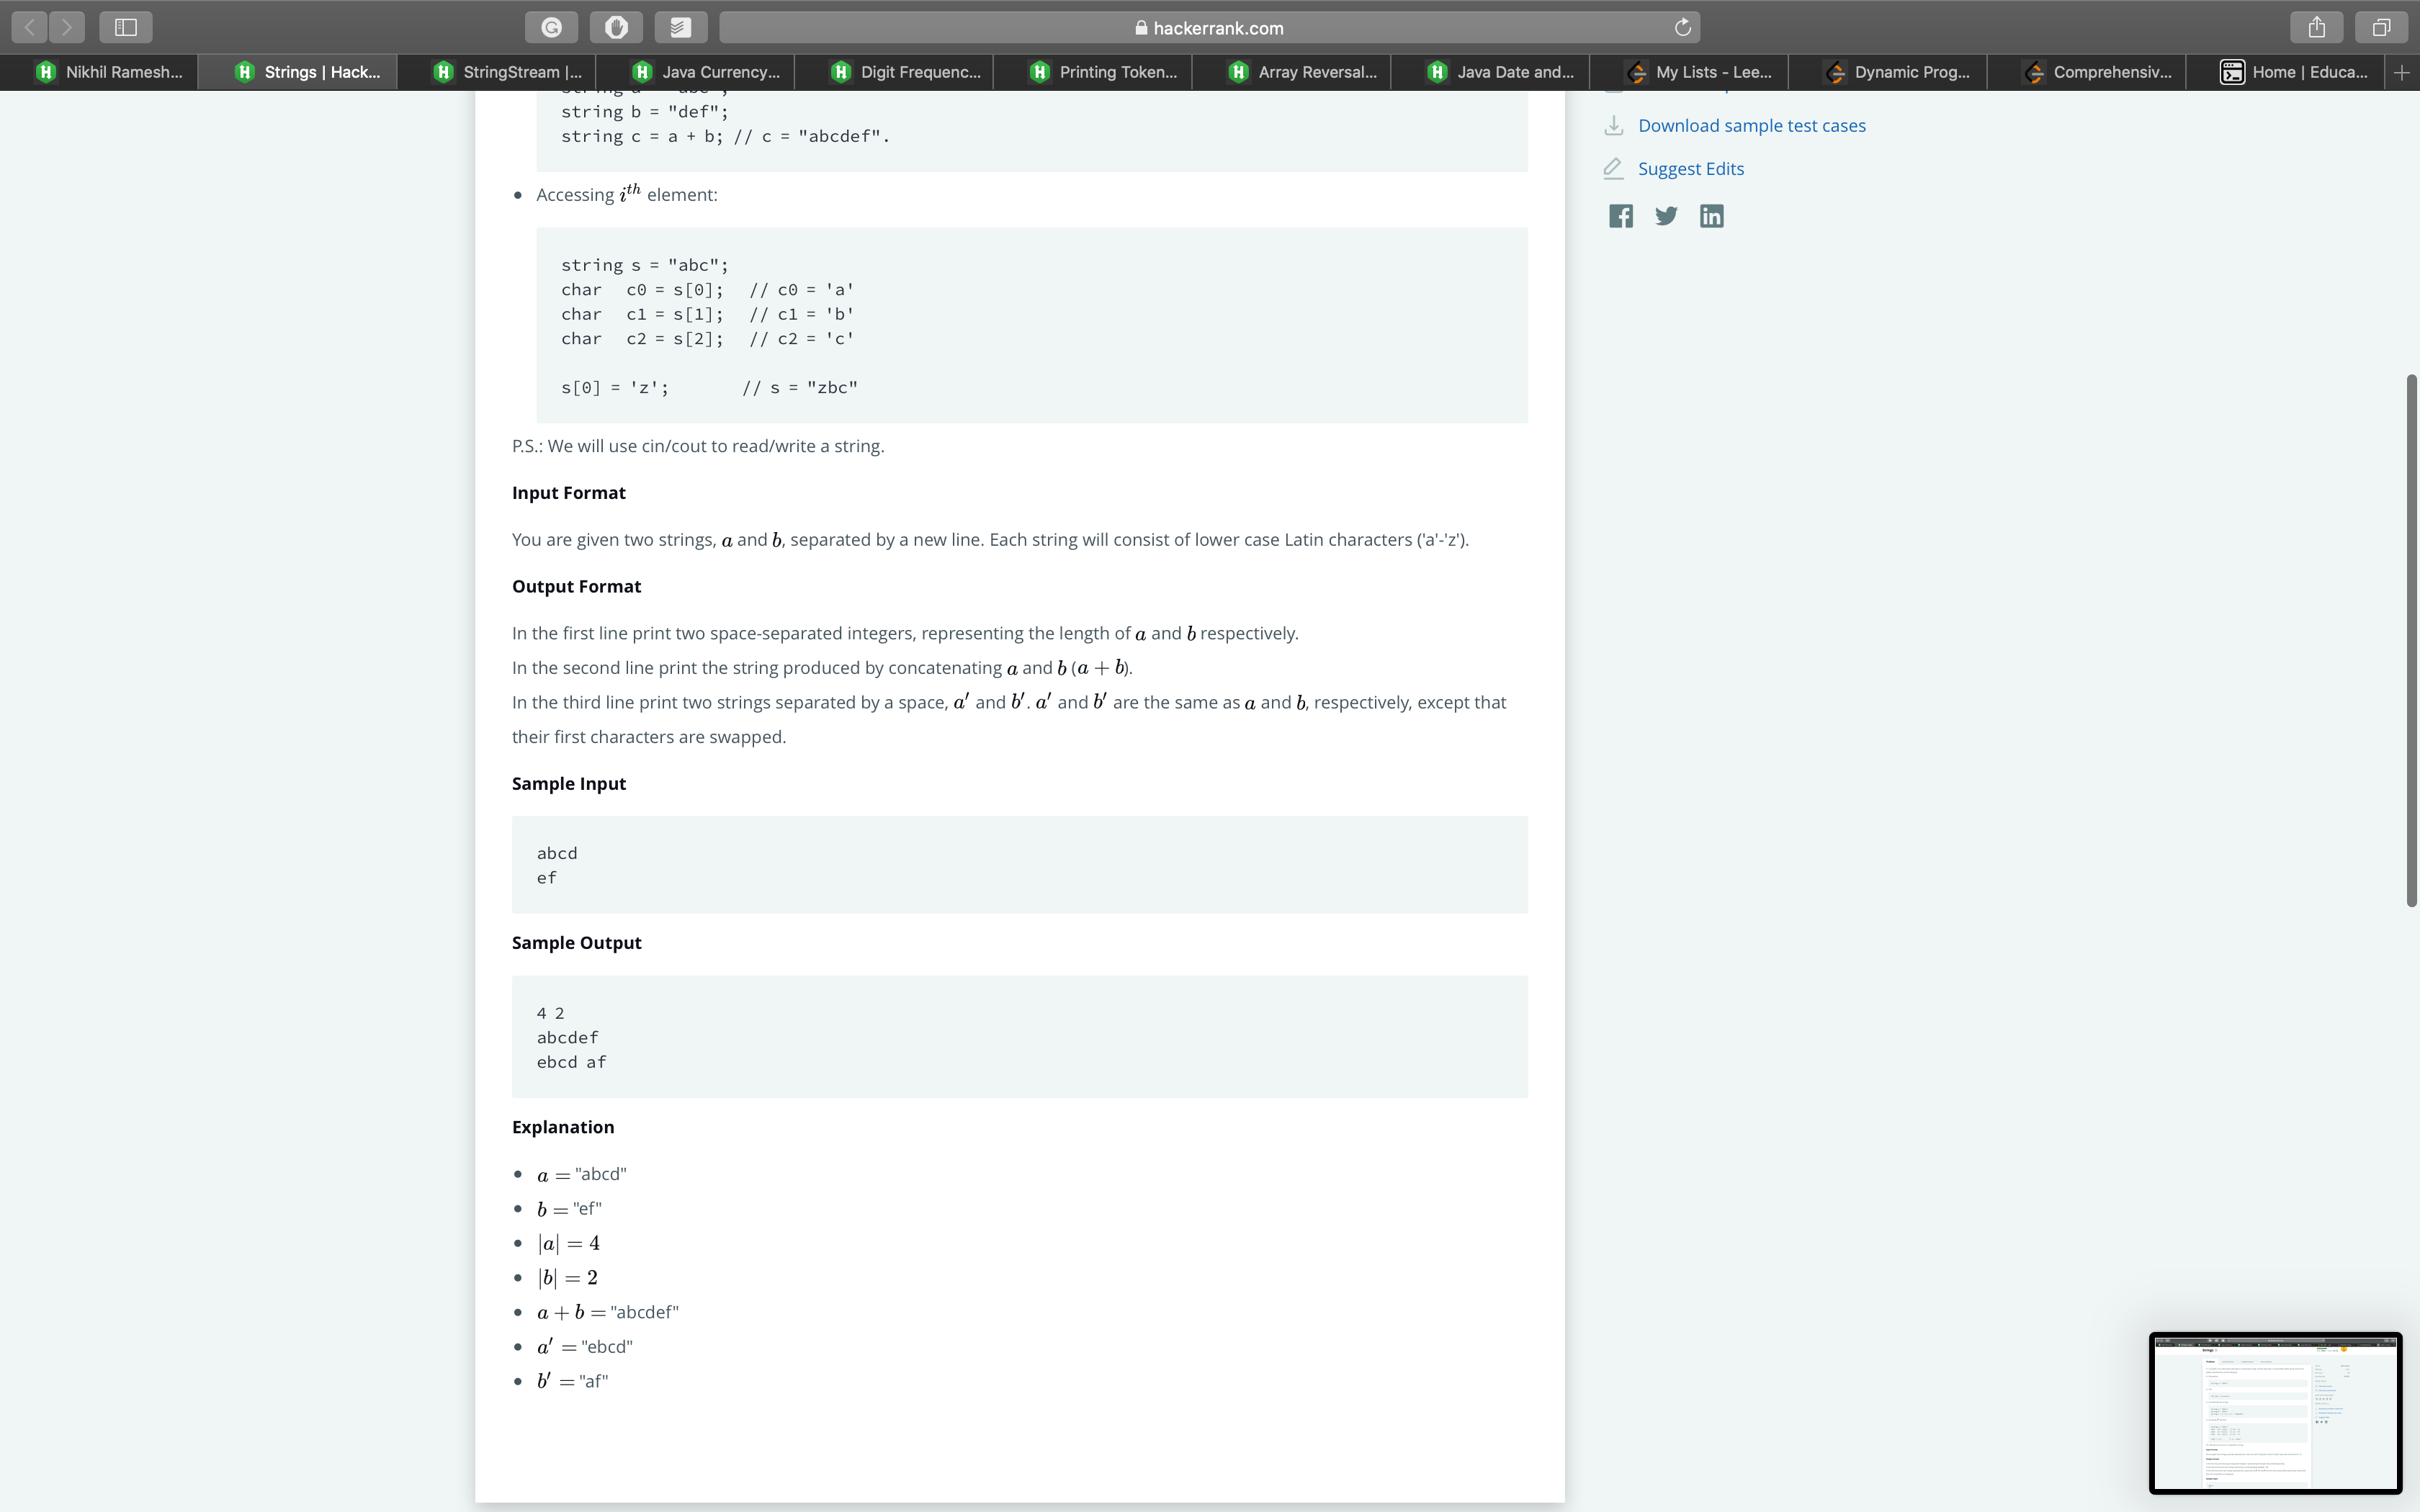 hackerrank.com
Nikhil Ramesh...
Strings | Hack...
StringStream |...
Java Currency...
Digit Frequenc...
Printing Token...
Array Reversal...
Java Date and...
My Lists - Lee...
Dynamic Prog...
Comprehensiv...
Home | Educa...
string b = "def";
string c = a + b; // c = "abcdef".
Download sample test cases
Suggest Edits
• Accessing iᵗʰ element:
string s = "abc";
char  c0 = s[0];  // c0 = 'a'
char  c1 = s[1];  // c1 = 'b'
char  c2 = s[2];  // c2 = 'c'
s[0] = 'z';      // s = "zbc"
P.S.: We will use cin/cout to read/write a string.
Input Format
You are given two strings, a and b, separated by a new line. Each string will consist of lower case Latin characters ('a'-'z').
Output Format
In the first line print two space-separated integers, representing the length of a and b respectively.
In the second line print the string produced by concatenating a and b (a + b).
In the third line print two strings separated by a space, a′ and b′. a′ and b′ are the same as a and b, respectively, except that
their first characters are swapped.
Sample Input
abcd
ef
Sample Output
4 2
abcdef
ebcd af
Explanation
• a = "abcd"
• b = "ef"
• |a| = 4
• |b| = 2
• a + b = "abcdef"
• a′ = "ebcd"
• b′ = "af"